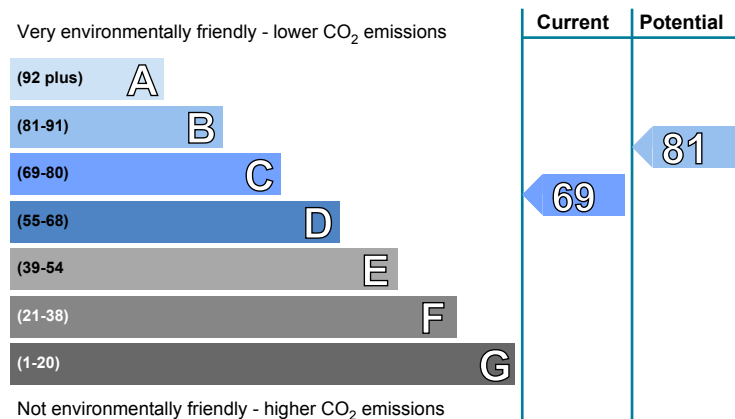 Very environmentally friendly - lower CO₂ emissions
Current
Potential
(92 plus) A
(81-91) B
(69-80) C
(55-68) D
(39-54 E
(21-38) F
(1-20) G
81
69
Not environmentally friendly - higher CO₂ emissions